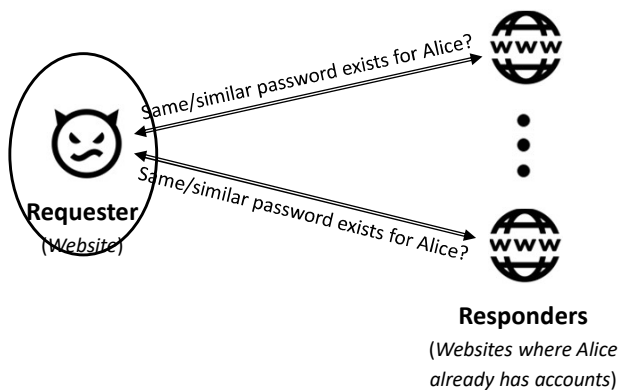 WWW
Same/similar password exists for Alice?
Same/similar password exists for Alice?
Requester
(Website)
WWW
Responders
(Websites where Alice
already has accounts)